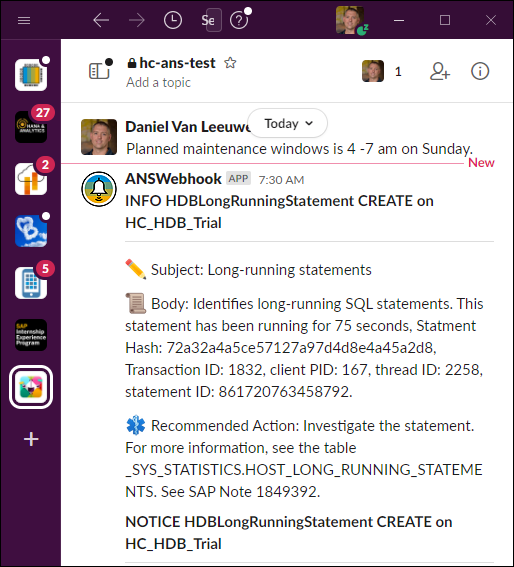 Se
hc-ans-test
Add a topic
1
27
HANA &
ANALYTICS
2
5
SAP
Internship
Experience
Program
Daniel Van Leeuwe
Today
Planned maintenance windows is 4 -7 am on Sunday.
New
ANSWebhook APP 7:30 AM
INFO HDBLongRunningStatement CREATE on
HC_HDB_Trial
Subject: Long-running statements
Body: Identifies long-running SQL statements. This
statement has been running for 75 seconds, Statment
Hash: 72a32a4a5ce57127a97d4d8e4a45a2d8,
Transaction ID: 1832, client PID: 167, thread ID: 2258,
statement ID: 861720763458792.
Recommended Action: Investigate the statement.
For more information, see the table
_SYS_STATISTICS.HOST_LONG_RUNNING_STATEME
NTS. See SAP Note 1849392.
NOTICE HDBLongRunningStatement CREATE on
HC_HDB_Trial